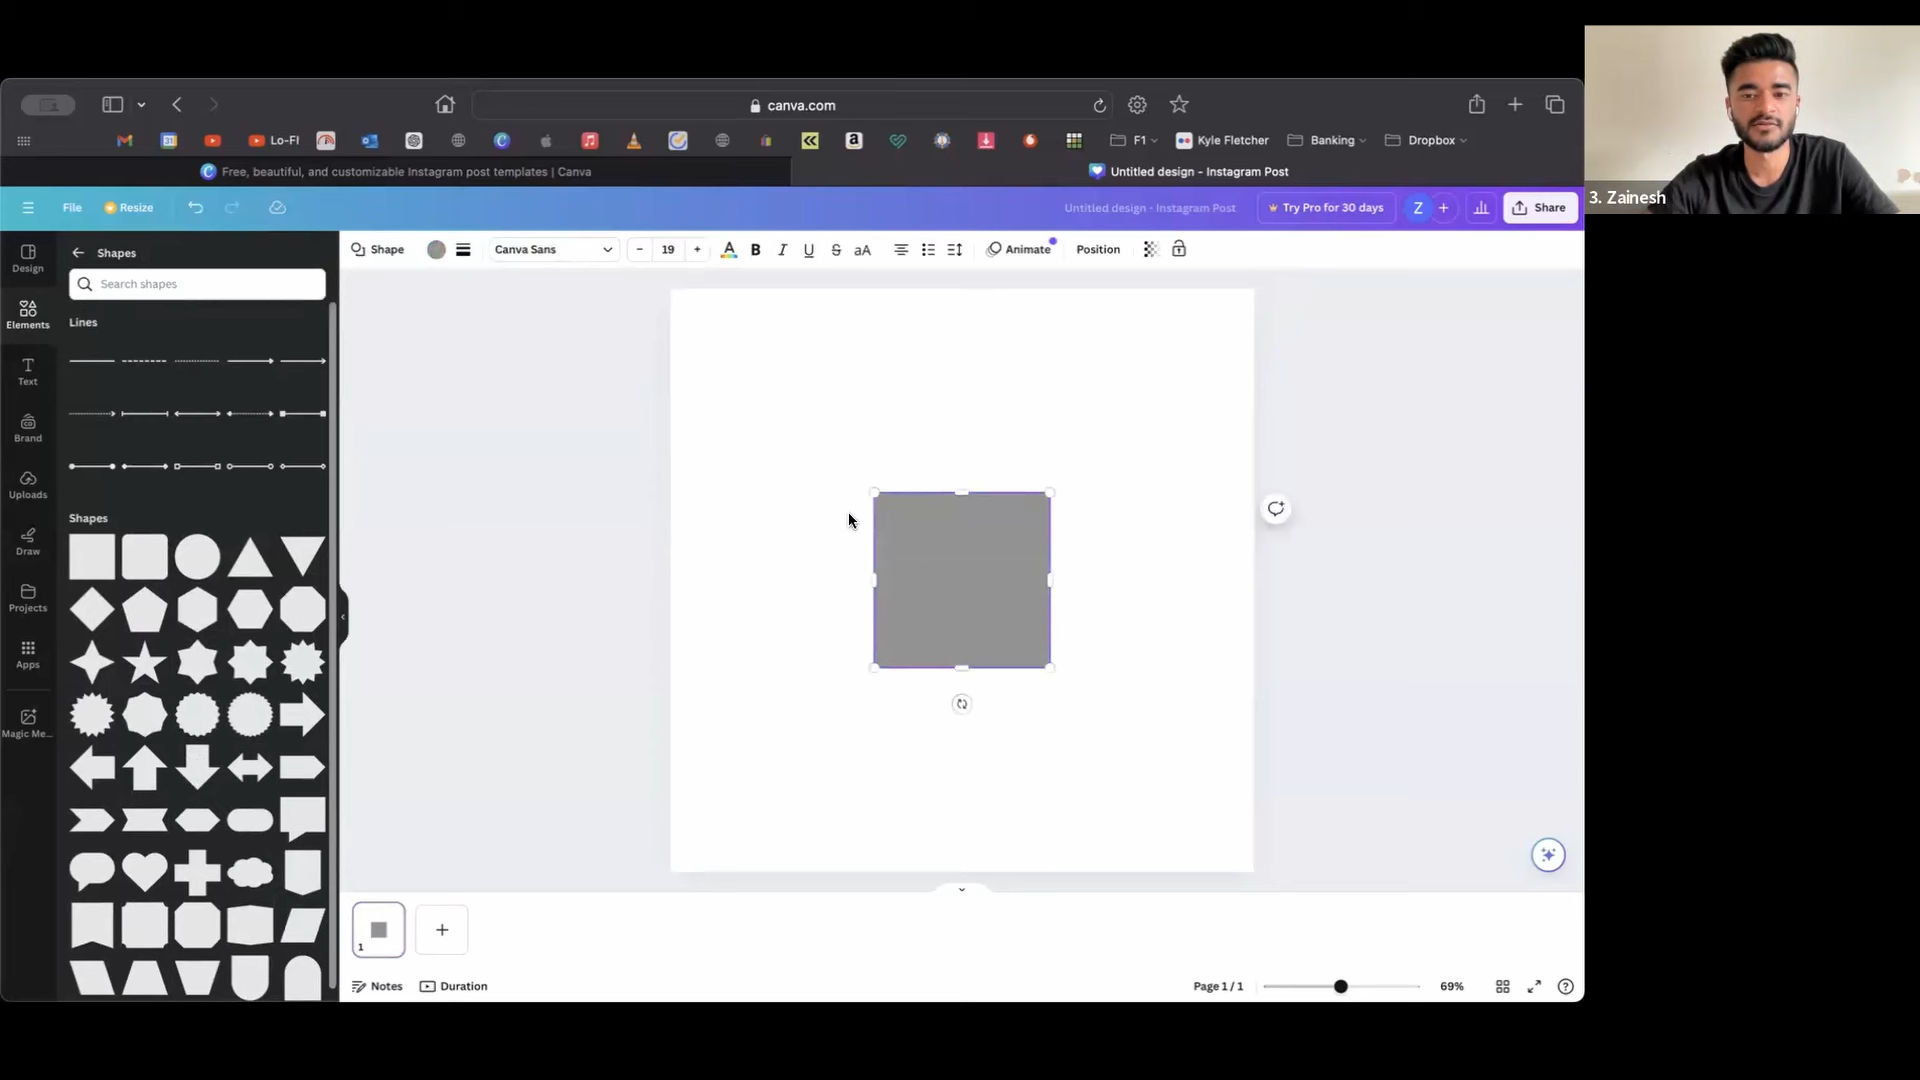 canva.com
Lo-FI
F1
Kyle Fletcher
Banking
Dropbox
Free, beautiful, and customizable Instagram post templates | Canva
Untitled design - Instagram Post
3. Zainesh
File
Resize
Untitled design - Instagram Post
Try Pro for 30 days
Z
Share
Design
Elements
Text
Brand
Uploads
Draw
Projects
Apps
Magic Me...
Shapes
Search shapes
Lines
Shapes
Shape
Canva Sans
19
A
B
I
U
S
aA
Animate
Position
1
Notes
Duration
Page 1 / 1
69%